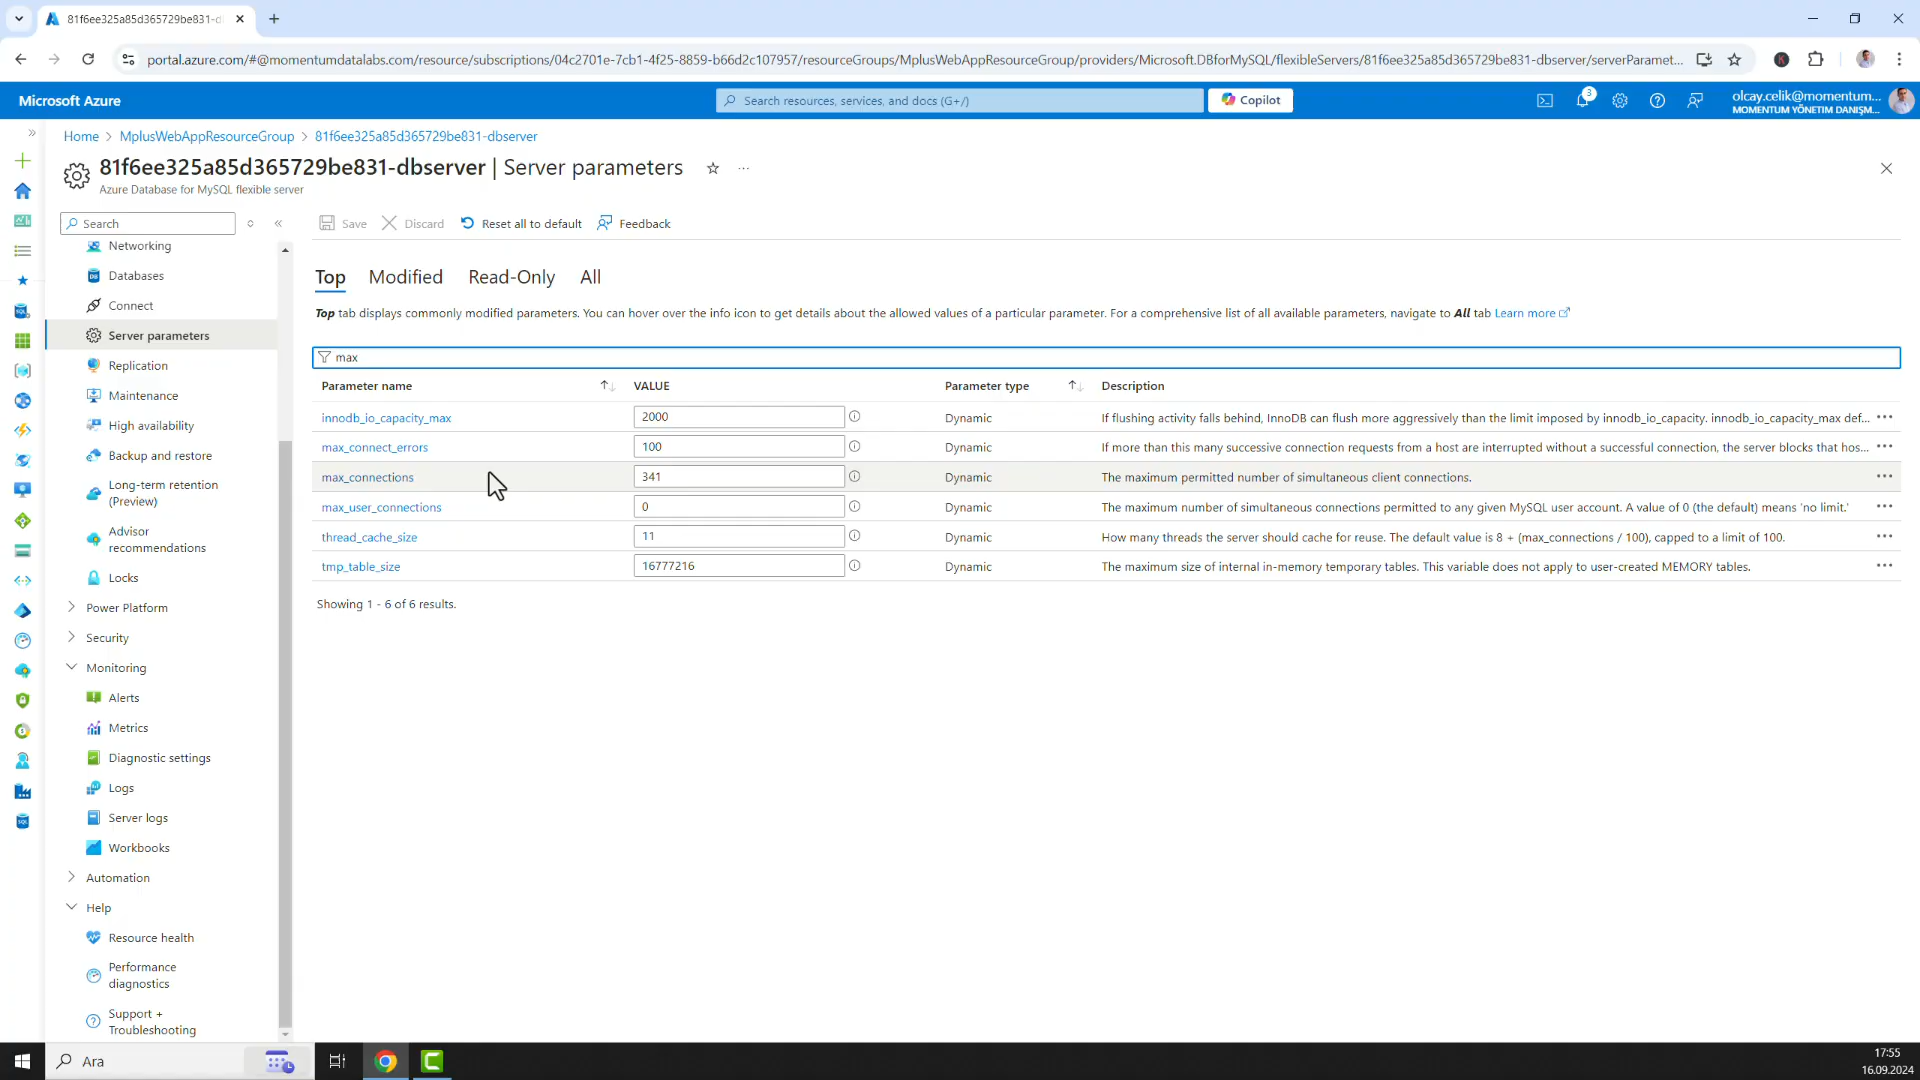 81f6ee325a85d365729be831-d
portal.azure.com/#@momentumdatalabs.com/resource/subscriptions/04c2701e-7cb1-4f25-8859-b66d2c107957/resourceGroups/MplusWebAppResourceGroup/providers/Microsoft.DBforMySQL/flexibleServers/81f6ee325a85d365729be831-dbserver/serverParamet...
K
Microsoft Azure
Search resources, services, and docs (G+/)
Copilot
3
olcay.celik@momentum...
MOMENTUM YÖNETIM DANIŞM...
Home > MplusWebAppResourceGroup > 81f6ee325a85d365729be831-dbserver
81f6ee325a85d365729be831-dbserver | Server parameters
Azure Database for MySQL flexible server
Search
Save
Discard
Reset all to default
Feedback
Networking
Databases
Connect
Server parameters
Replication
Maintenance
High availability
Backup and restore
Long-term retention
(Preview)
Advisor
recommendations
Locks
Power Platform
Security
Monitoring
Alerts
Metrics
Diagnostic settings
Logs
Server logs
Workbooks
Automation
Help
Resource health
Performance
diagnostics
Support +
Troubleshooting
Top Modified Read-Only All
Top tab displays commonly modified parameters. You can hover over the info icon to get details about the allowed values of a particular parameter. For a comprehensive list of all available parameters, navigate to All tab Learn more
max
Parameter name VALUE Parameter type Description
innodb_io_capacity_max 2000 Dynamic If flushing activity falls behind, InnoDB can flush more aggressively than the limit imposed by innodb_io_capacity. innodb_io_capacity_max def...
max_connect_errors 100 Dynamic If more than this many successive connection requests from a host are interrupted without a successful connection, the server blocks that hos...
max_connections 341 Dynamic The maximum permitted number of simultaneous client connections.
max_user_connections 0 Dynamic The maximum number of simultaneous connections permitted to any given MySQL user account. A value of 0 (the default) means 'no limit.'
thread_cache_size 11 Dynamic How many threads the server should cache for reuse. The default value is 8 + (max_connections / 100), capped to a limit of 100.
tmp_table_size 16777216 Dynamic The maximum size of internal in-memory temporary tables. This variable does not apply to user-created MEMORY tables.
Showing 1 - 6 of 6 results.
Ara
17:55
16.09.2024